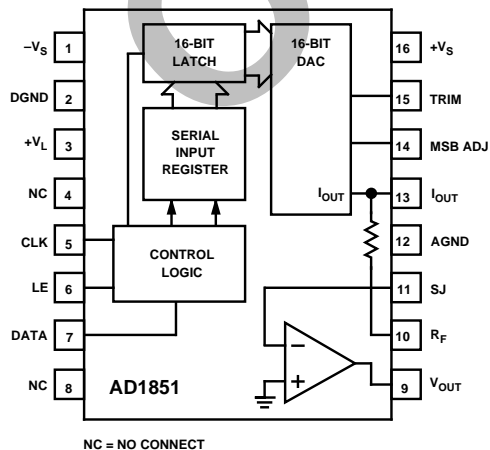 –VS 1
DGND 2
+VL 3
NC 4
CLK 5
LE 6
DATA 7
NC 8
16-BIT
LATCH
SERIAL
INPUT
REGISTER
CONTROL
LOGIC
16-BIT
DAC
IOUT
–
+
AD1851
16 +VS
15 TRIM
14 MSB ADJ
13 IOUT
12 AGND
11 SJ
10 RF
9 VOUT
NC = NO CONNECT